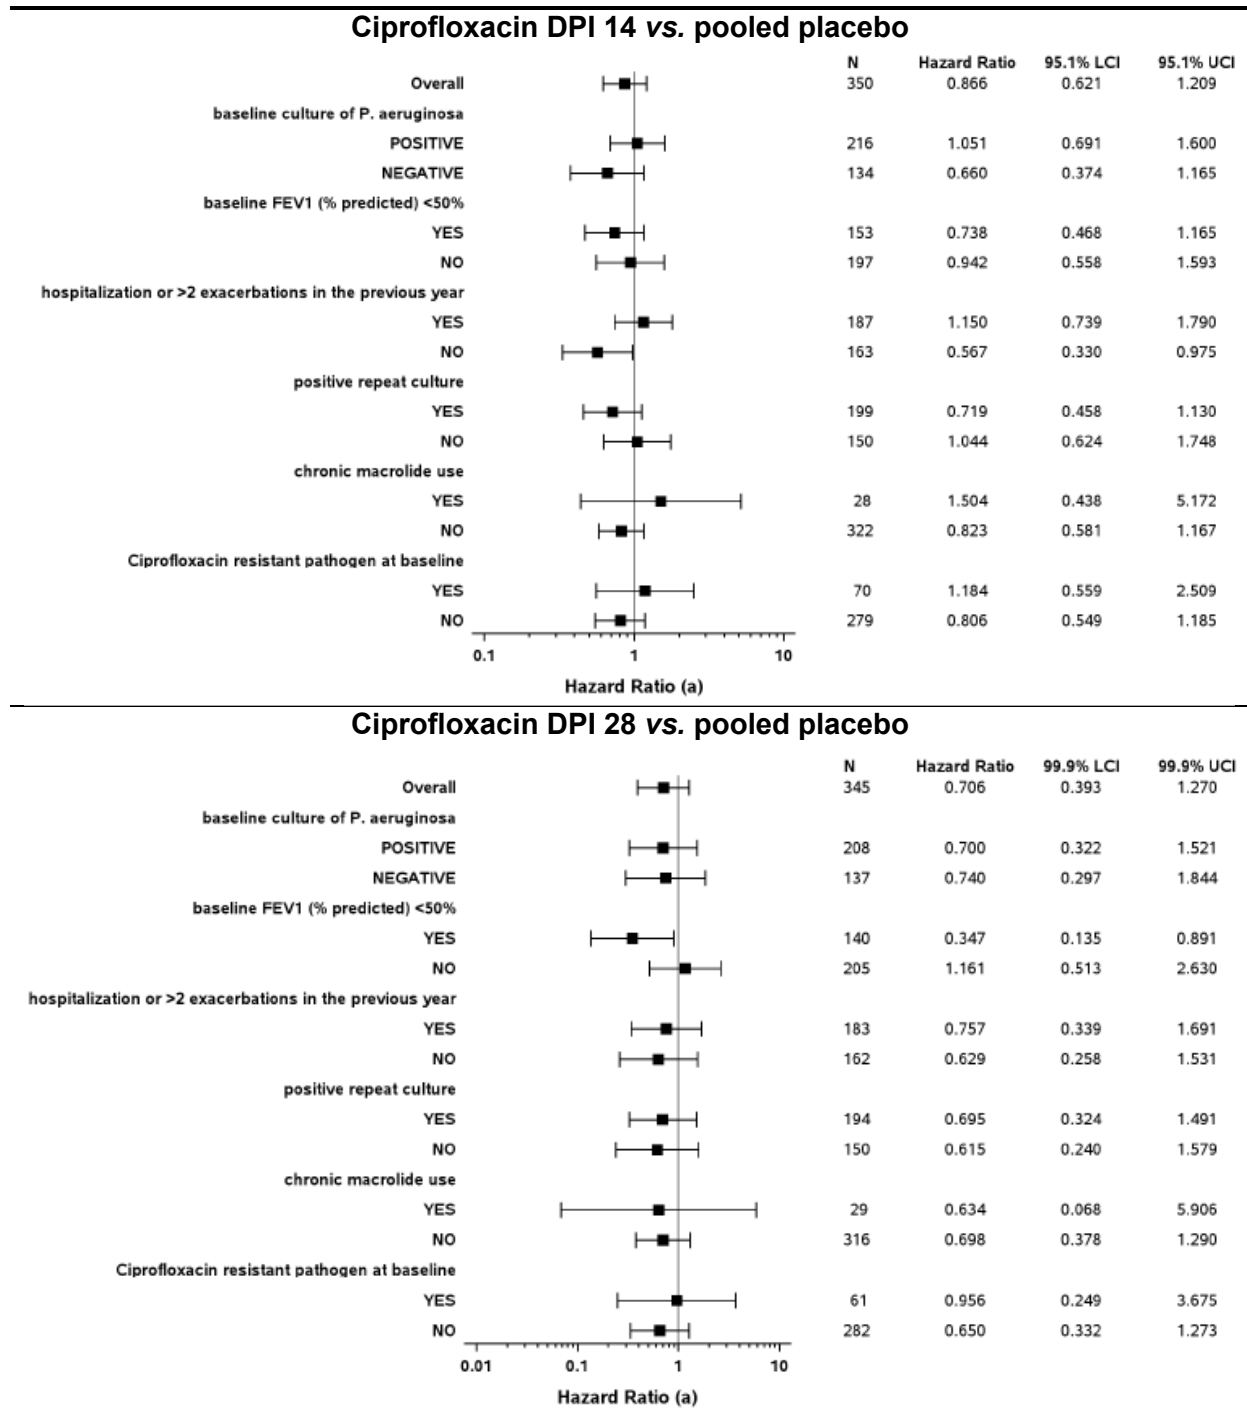 Ciprofloxacin DPI 14 vs. pooled placebo
N Hazard Ratio 95.1% LCI 95.1% UCI
Overall 350 0.866 0.621 1.209
baseline culture of P. aeruginosa
POSITIVE 216 1.051 0.691 1.600
NEGATIVE 134 0.660 0.374 1.165
baseline FEV1 (% predicted) <50%
YES 153 0.738 0.468 1.165
NO 197 0.942 0.558 1.593
hospitalization or >2 exacerbations in the previous year
YES 187 1.150 0.739 1.790
NO 163 0.567 0.330 0.975
positive repeat culture
YES 199 0.719 0.458 1.130
NO 150 1.044 0.624 1.748
chronic macrolide use
YES 28 1.504 0.438 5.172
NO 322 0.823 0.581 1.167
Ciprofloxacin resistant pathogen at baseline
YES 70 1.184 0.559 2.509
NO 279 0.806 0.549 1.185
0.1 1 10
Hazard Ratio (a)
Ciprofloxacin DPI 28 vs. pooled placebo
N Hazard Ratio 99.9% LCI 99.9% UCI
Overall 345 0.706 0.393 1.270
baseline culture of P. aeruginosa
POSITIVE 208 0.700 0.322 1.521
NEGATIVE 137 0.740 0.297 1.844
baseline FEV1 (% predicted) <50%
YES 140 0.347 0.135 0.891
NO 205 1.161 0.513 2.630
hospitalization or >2 exacerbations in the previous year
YES 183 0.757 0.339 1.691
NO 162 0.629 0.258 1.531
positive repeat culture
YES 194 0.695 0.324 1.491
NO 150 0.615 0.240 1.579
chronic macrolide use
YES 29 0.634 0.068 5.906
NO 316 0.698 0.378 1.290
Ciprofloxacin resistant pathogen at baseline
YES 61 0.956 0.249 3.675
NO 282 0.650 0.332 1.273
0.01 0.1 1 10
Hazard Ratio (a)